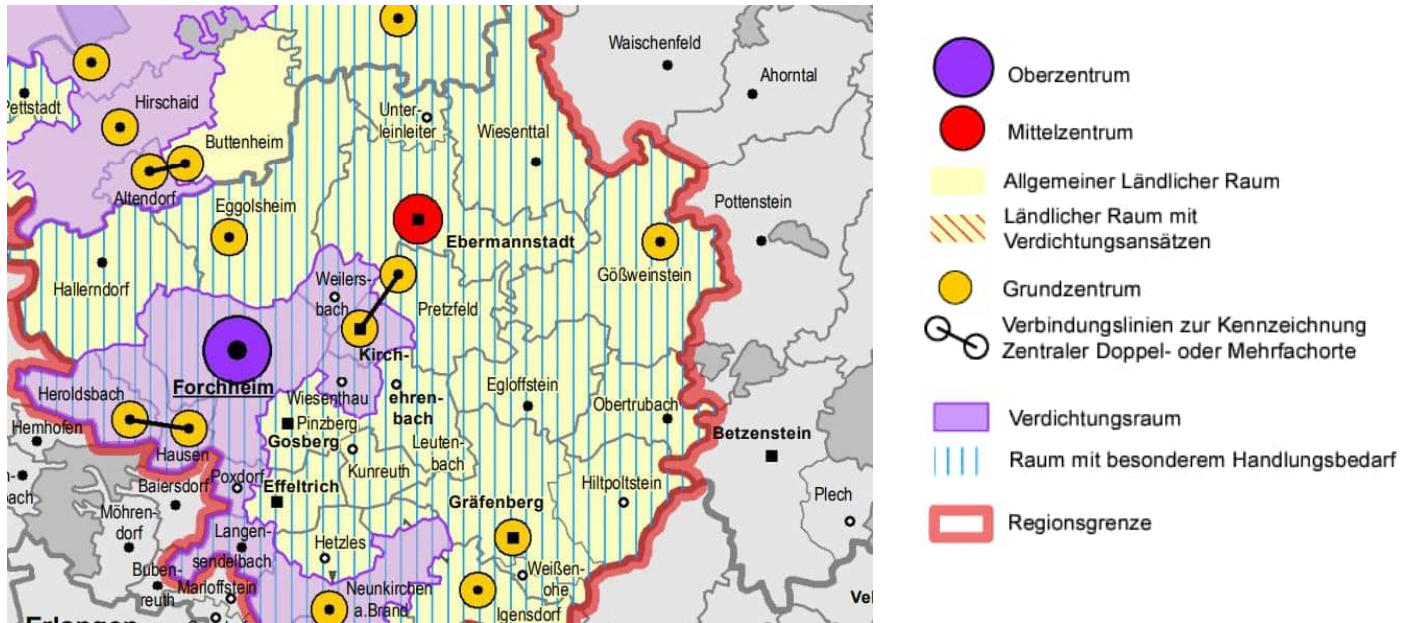 Waischenfeld
Ahorntal
Pettstadt
Hirschaid
Unter-
leinleiter
Wiesenttal
Buttenheim
Altendorf
Eggolsheim
Pottenstein
Ebermannstadt
Gößweinstein
Hallerndorf
Weilers-
bach
Pretzfeld
Kirch-
ehren-
bach
Forchheim
Wiesenthau
Heroldsbach
Egloffstein
Obertrubach
Hemhofen
Pinzberg
Gosberg
Betzenstein
Hausen
Leuten-
bach
Kunreuth
bach
Baiersdorf
Poxdorf
Effeltrich
Hiltpoltstein
Plech
Möhren-
dorf
Gräfenberg
Langen-
sendelbach
Hetzles
Buben-
reuth
Marloffstein
Neunkirchen
a.Brand
Weißen-
ohe
Igensdorf
Vel
Erlangen
Oberzentrum
Mittelzentrum
Allgemeiner Ländlicher Raum
Ländlicher Raum mit
Verdichtungsansätzen
Grundzentrum
Verbindungslinien zur Kennzeichnung
Zentraler Doppel- oder Mehrfachorte
Verdichtungsraum
Raum mit besonderem Handlungsbedarf
Regionsgrenze